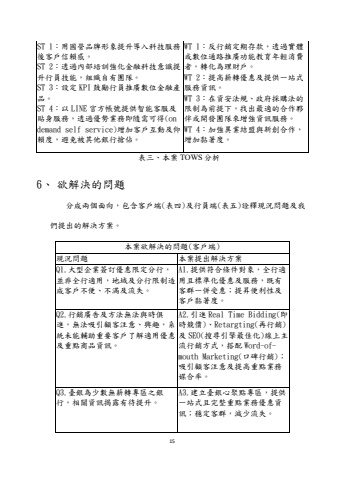 ST 1：用國營品牌形象提升導入科技服務
後客戶信賴感。
ST 2：透過內部培訓強化金融科技意識提
升行員技能，組織自有團隊。
ST 3：設定KPI鼓勵行員推廣數位金融產
品。
ST 4：以LINE官方帳號提供智能客服及
貼身服務，透過優勢業務即隨需可得(on
demand self service)增加客戶互動及仰
賴度，避免被其他銀行搶佔。
WT 1：反行銷定期存款，透過實體
或數位通路推廣功能教育年輕消費
者，轉化為理財戶。
WT 2：提高薪轉優惠及提供一站式
服務資訊。
WT 3：在資安法規、政府採購法的
限制為前提下，找出最適的合作夥
伴或開發團隊來增強資訊服務。
WT 4：加強異業結盟與新創合作，
增加黏著度。
表三、本案TOWS分析
6、 欲解決的問題
分成兩個面向，包含客戶端(表四)及行員端(表五)詮釋現況問題及我
們提出的解決方案。
本案欲解決的問題(客戶端)
現況問題
本案提出解決方案
Q1.大型企業簽訂優惠限定分行，
並非全行適用，地域及分行限制造
成客戶不便、不滿及流失。
A1.提供符合條件對象，全行適
用且標準化優惠及服務，既有
客群一併受惠；提昇便利性及
客戶黏著度。
Q2.行銷廣告及方法無法與時俱
進，無法吸引顧客注意、興趣，系
統未能輔助重要客戶了解適用優惠
及重點商品資訊。
A2.引進Real Time Bidding(即
時競價)、Retargting(再行銷)
及SEO(搜尋引擎最佳化)線上主
流行銷方式，搭配Word-of-
mouth Marketing(口碑行銷)；
吸引顧客注意及提高重點業務
媒合率。
Q3.臺銀為少數無薪轉專區之銀
行，相關資訊揭露有待提升。
A3.建立臺銀心聚點專區，提供
一站式且完整重點業務優惠資
訊；穩定客群，減少流失。
15